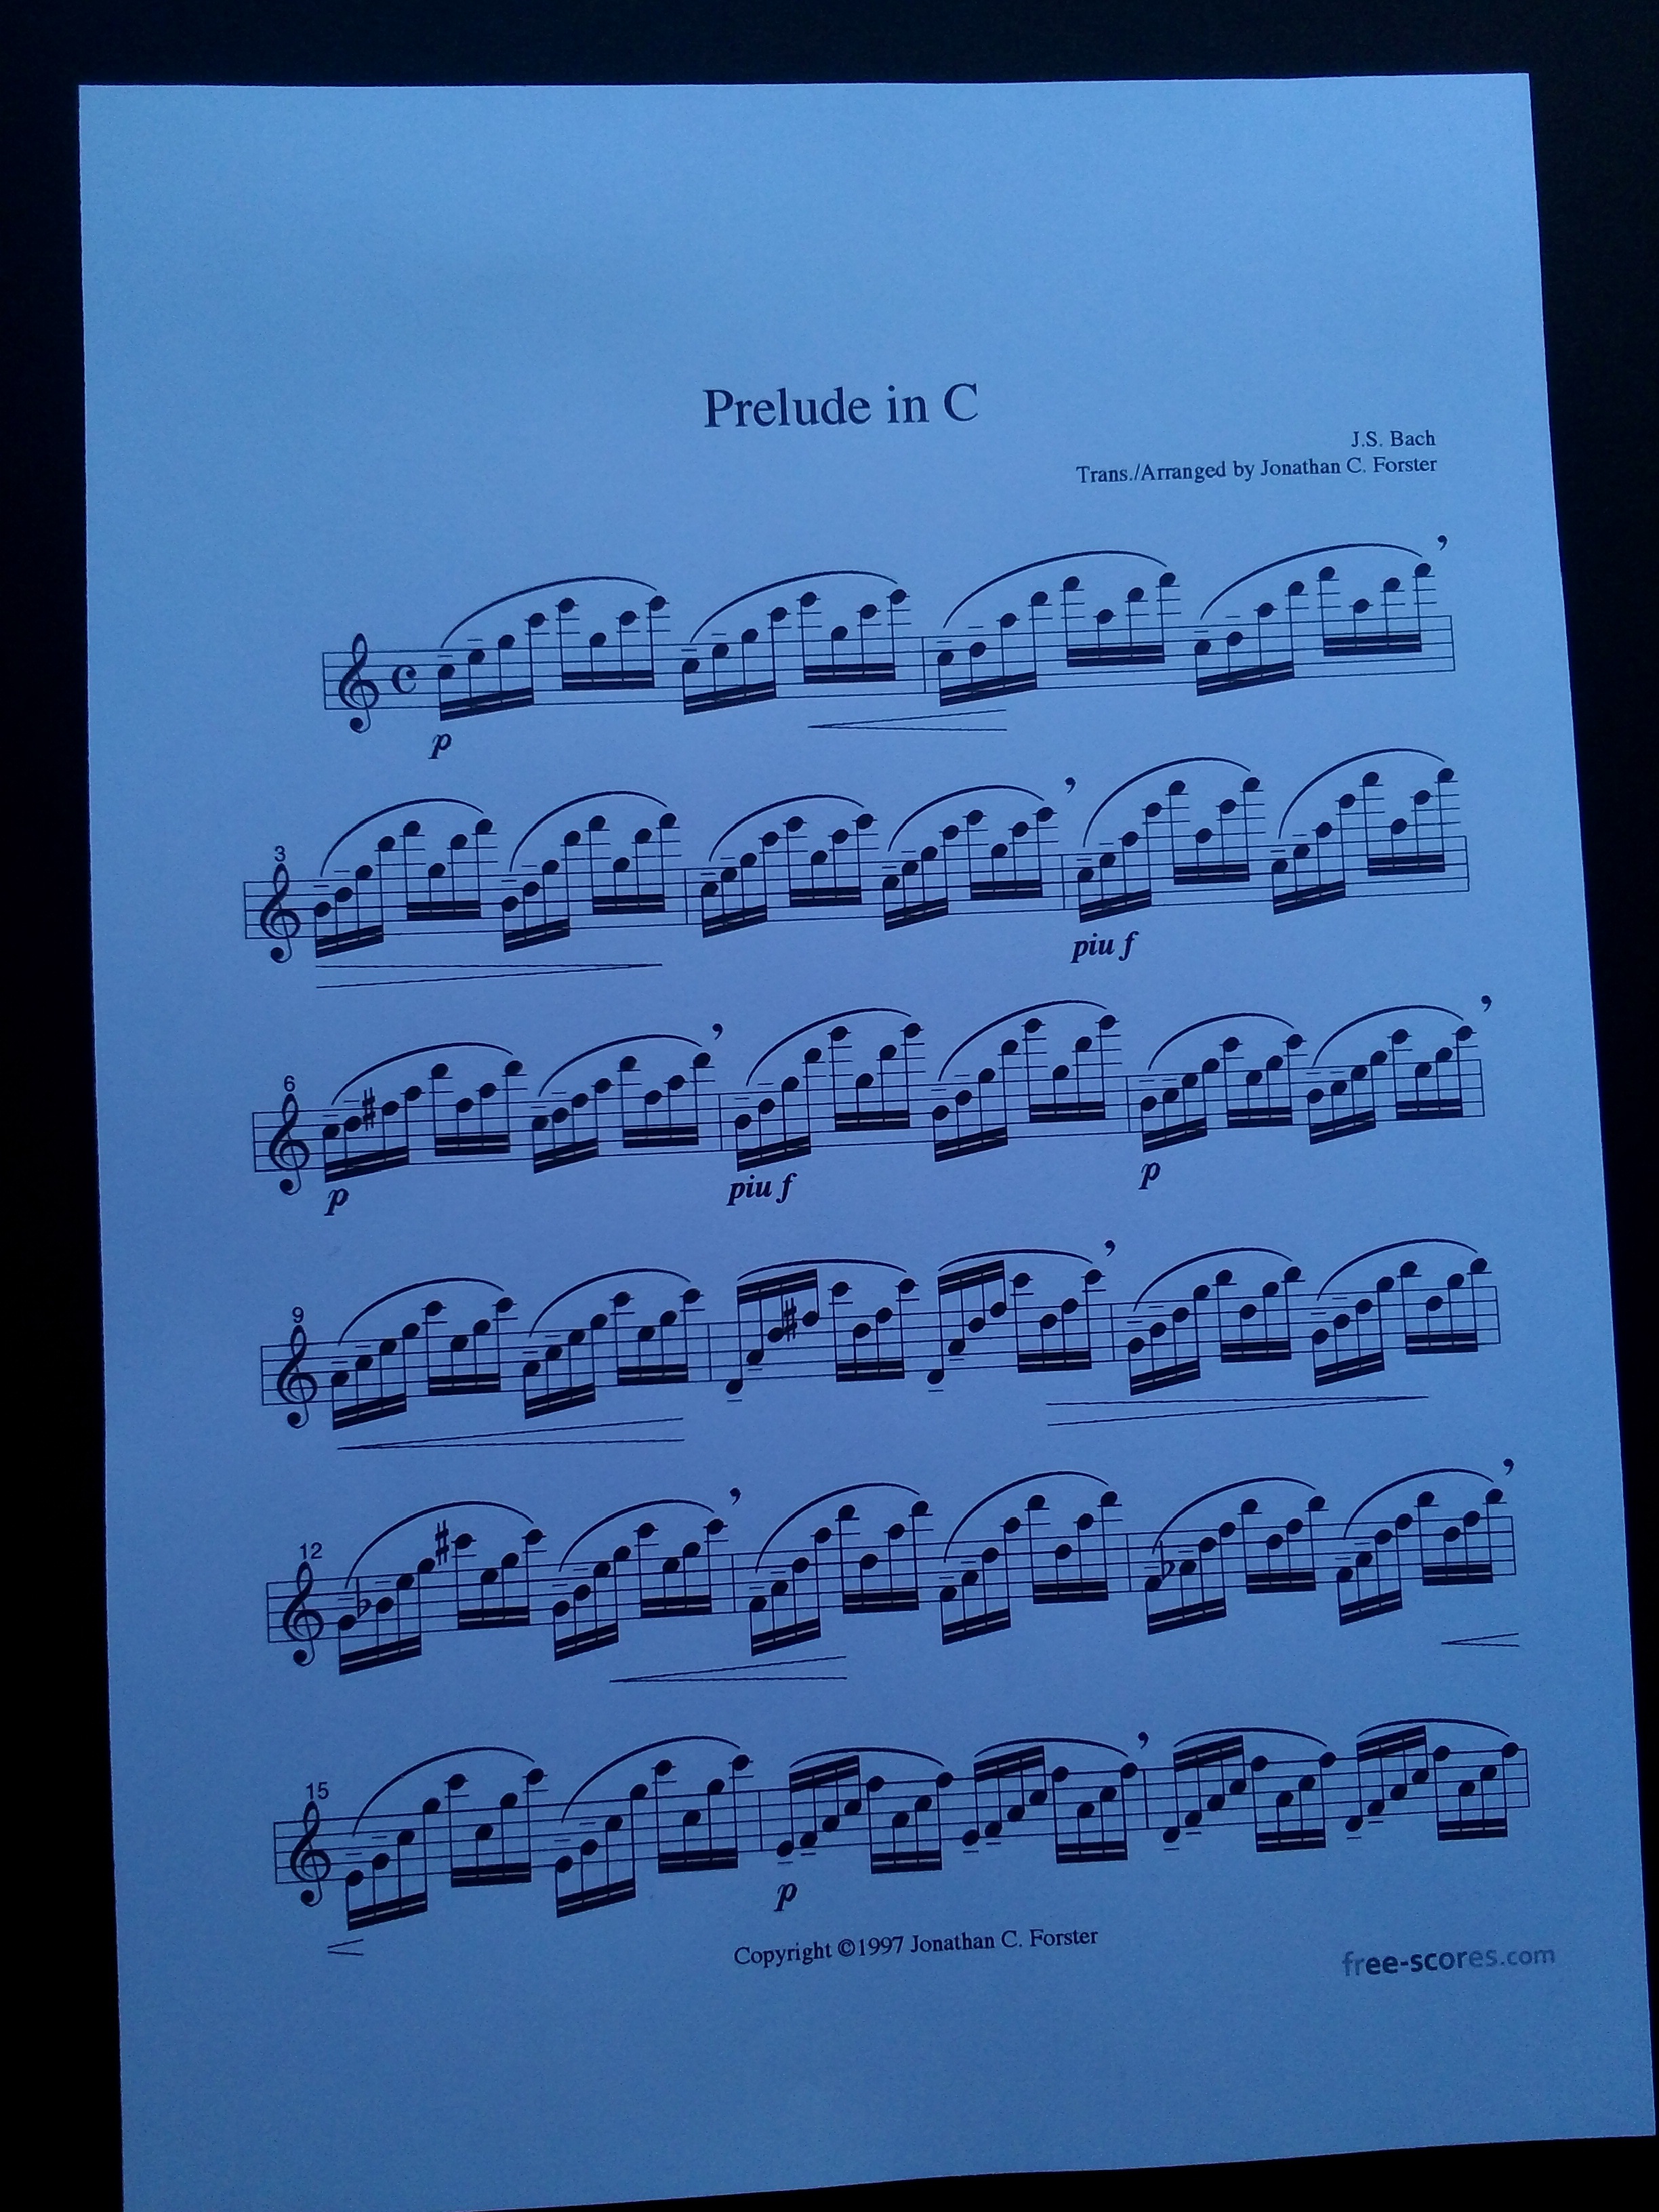 Prelude in C
J.S. Bach
Trans./Arranged by Jonathan C. Forster
p
3
piu f
6
p
piu f
p
9
12
15
p
Copyright ©1997 Jonathan C. Forster
free-scores.com